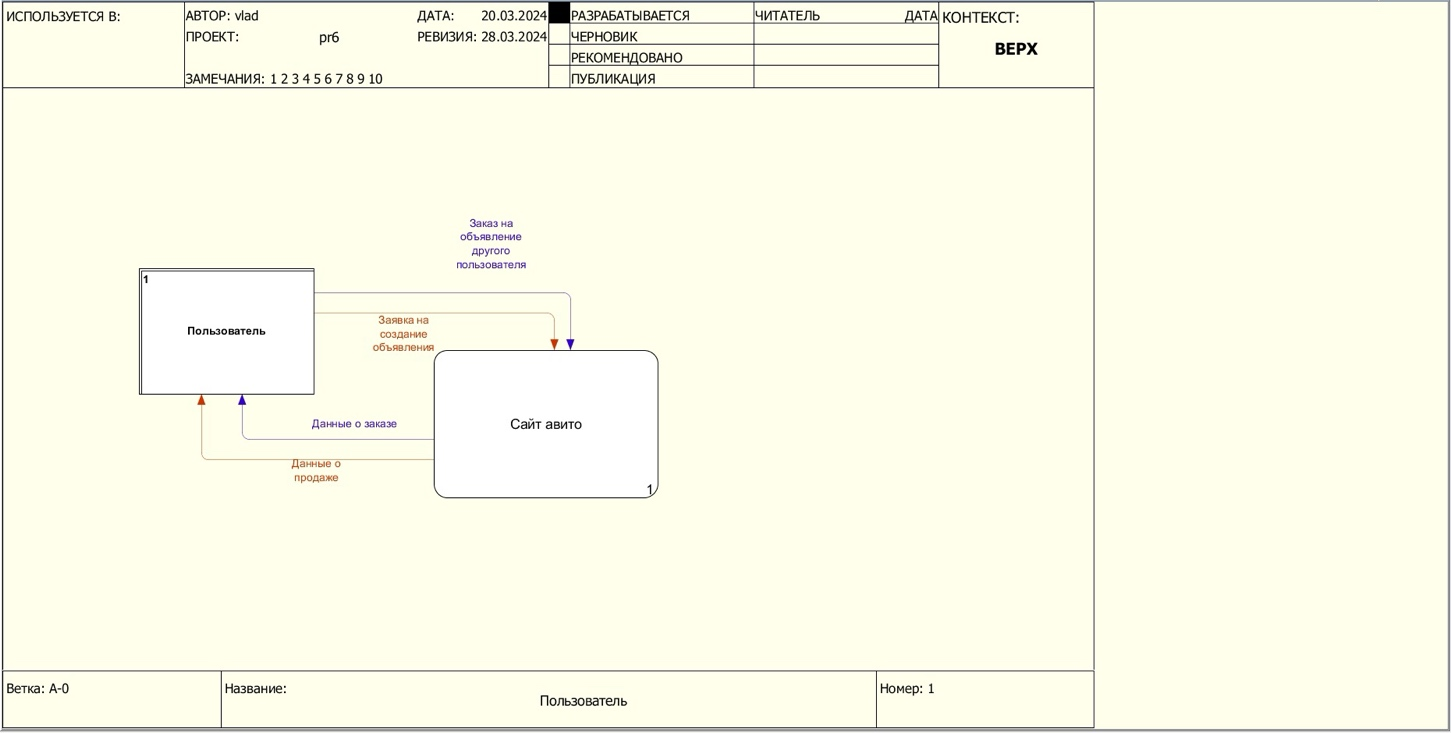 ИСПОЛЬЗУЕТСЯ В:
АВТОР: vlad
ДАТА: 20.03.2024
РАЗРАБАТЫВАЕТСЯ
ЧИТАТЕЛЬ
ДАТА
КОНТЕКСТ:
ПРОЕКТ: pr6
РЕВИЗИЯ: 28.03.2024
ЧЕРНОВИК
ВЕРХ
РЕКОМЕНДОВАНО
ЗАМЕЧАНИЯ: 1 2 3 4 5 6 7 8 9 10
ПУБЛИКАЦИЯ
Заказ на
объявление
другого
пользователя
1
Пользователь
Заявка на
создание
объявления
Данные о заказе
Сайт авито
Данные о
продаже
1
Ветка: A-0
Название:
Пользователь
Номер: 1